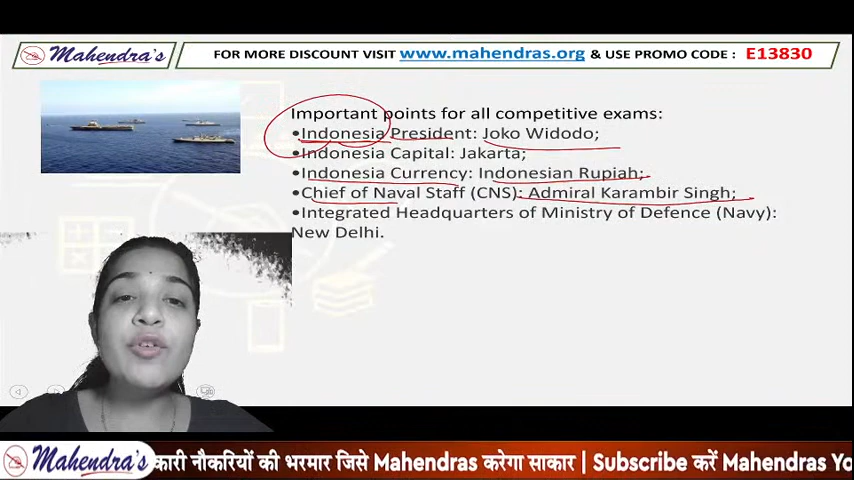 Mahendra's
FOR MORE DISCOUNT VISIT www.mahendras.org & USE PROMO CODE : E13830
Important points for all competitive exams:
•Indonesia President: Joko Widodo;
•Indonesia Capital: Jakarta;
•Indonesia Currency: Indonesian Rupiah;
•Chief of Naval Staff (CNS): Admiral Karambir Singh;
•Integrated Headquarters of Ministry of Defence (Navy):
New Delhi.
Mahendra's कारी नौकरियों की भरमार जिसे Mahendras करेगा साकार | Subscribe करें Mahendras Yo